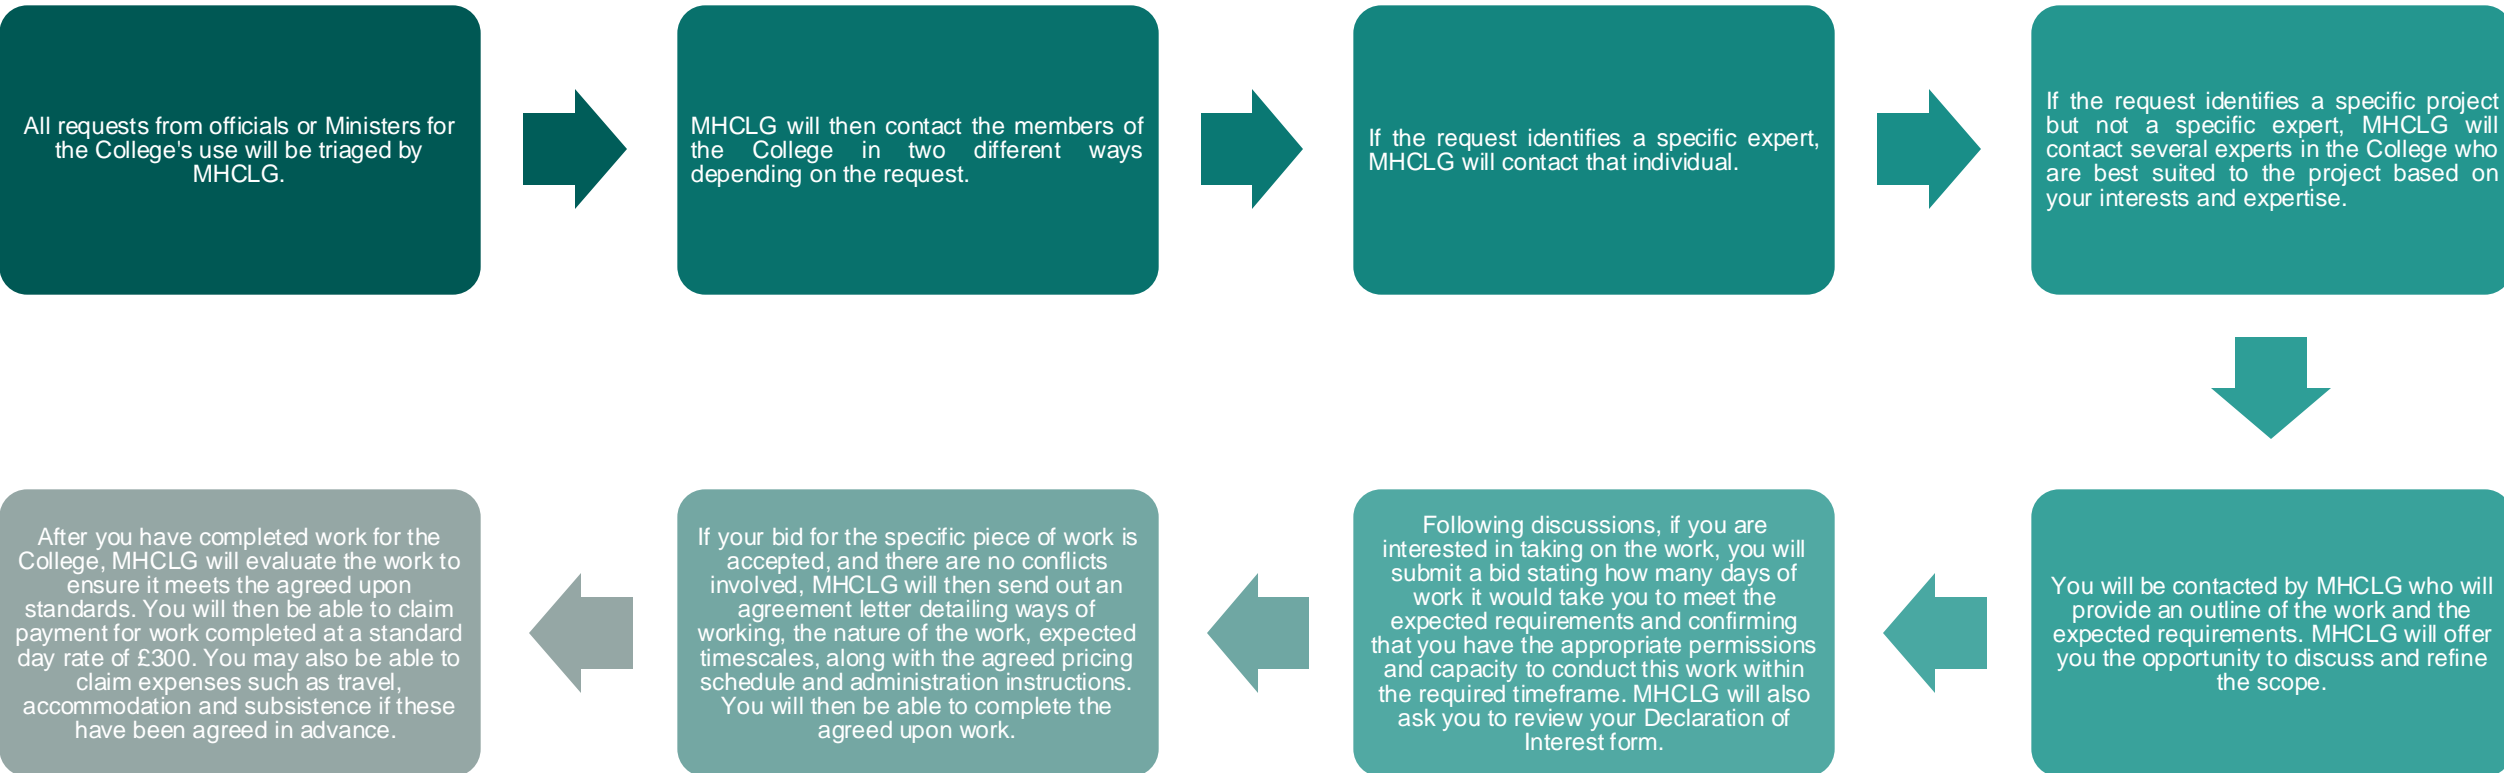 All requests from officials or Ministers for
the College's use will be triaged by
MHCLG.
MHCLG will then contact the members of
the College in two different ways
depending on the request.
If the request identifies a specific expert,
MHCLG will contact that individual.
If the request identifies a specific project
but not a specific expert, MHCLG will
contact several experts in the College who
are best suited to the project based on
your interests and expertise.
You will be contacted by MHCLG who will
provide an outline of the work and the
expected requirements. MHCLG will offer
you the opportunity to discuss and refine
the scope.
Following discussions, if you are
interested in taking on the work, you will
submit a bid stating how many days of
work it would take you to meet the
expected requirements and confirming
that you have the appropriate permissions
and capacity to conduct this work within
the required timeframe. MHCLG will also
ask you to review your Declaration of
Interest form.
If your bid for the specific piece of work is
accepted, and there are no conflicts
involved, MHCLG will then send out an
agreement letter detailing ways of
working, the nature of the work, expected
timescales, along with the agreed pricing
schedule and administration instructions.
You will then be able to complete the
agreed upon work.
After you have completed work for the
College, MHCLG will evaluate the work to
ensure it meets the agreed upon
standards. You will then be able to claim
payment for work completed at a standard
day rate of £300. You may also be able to
claim expenses such as travel,
accommodation and subsistence if these
have been agreed in advance.